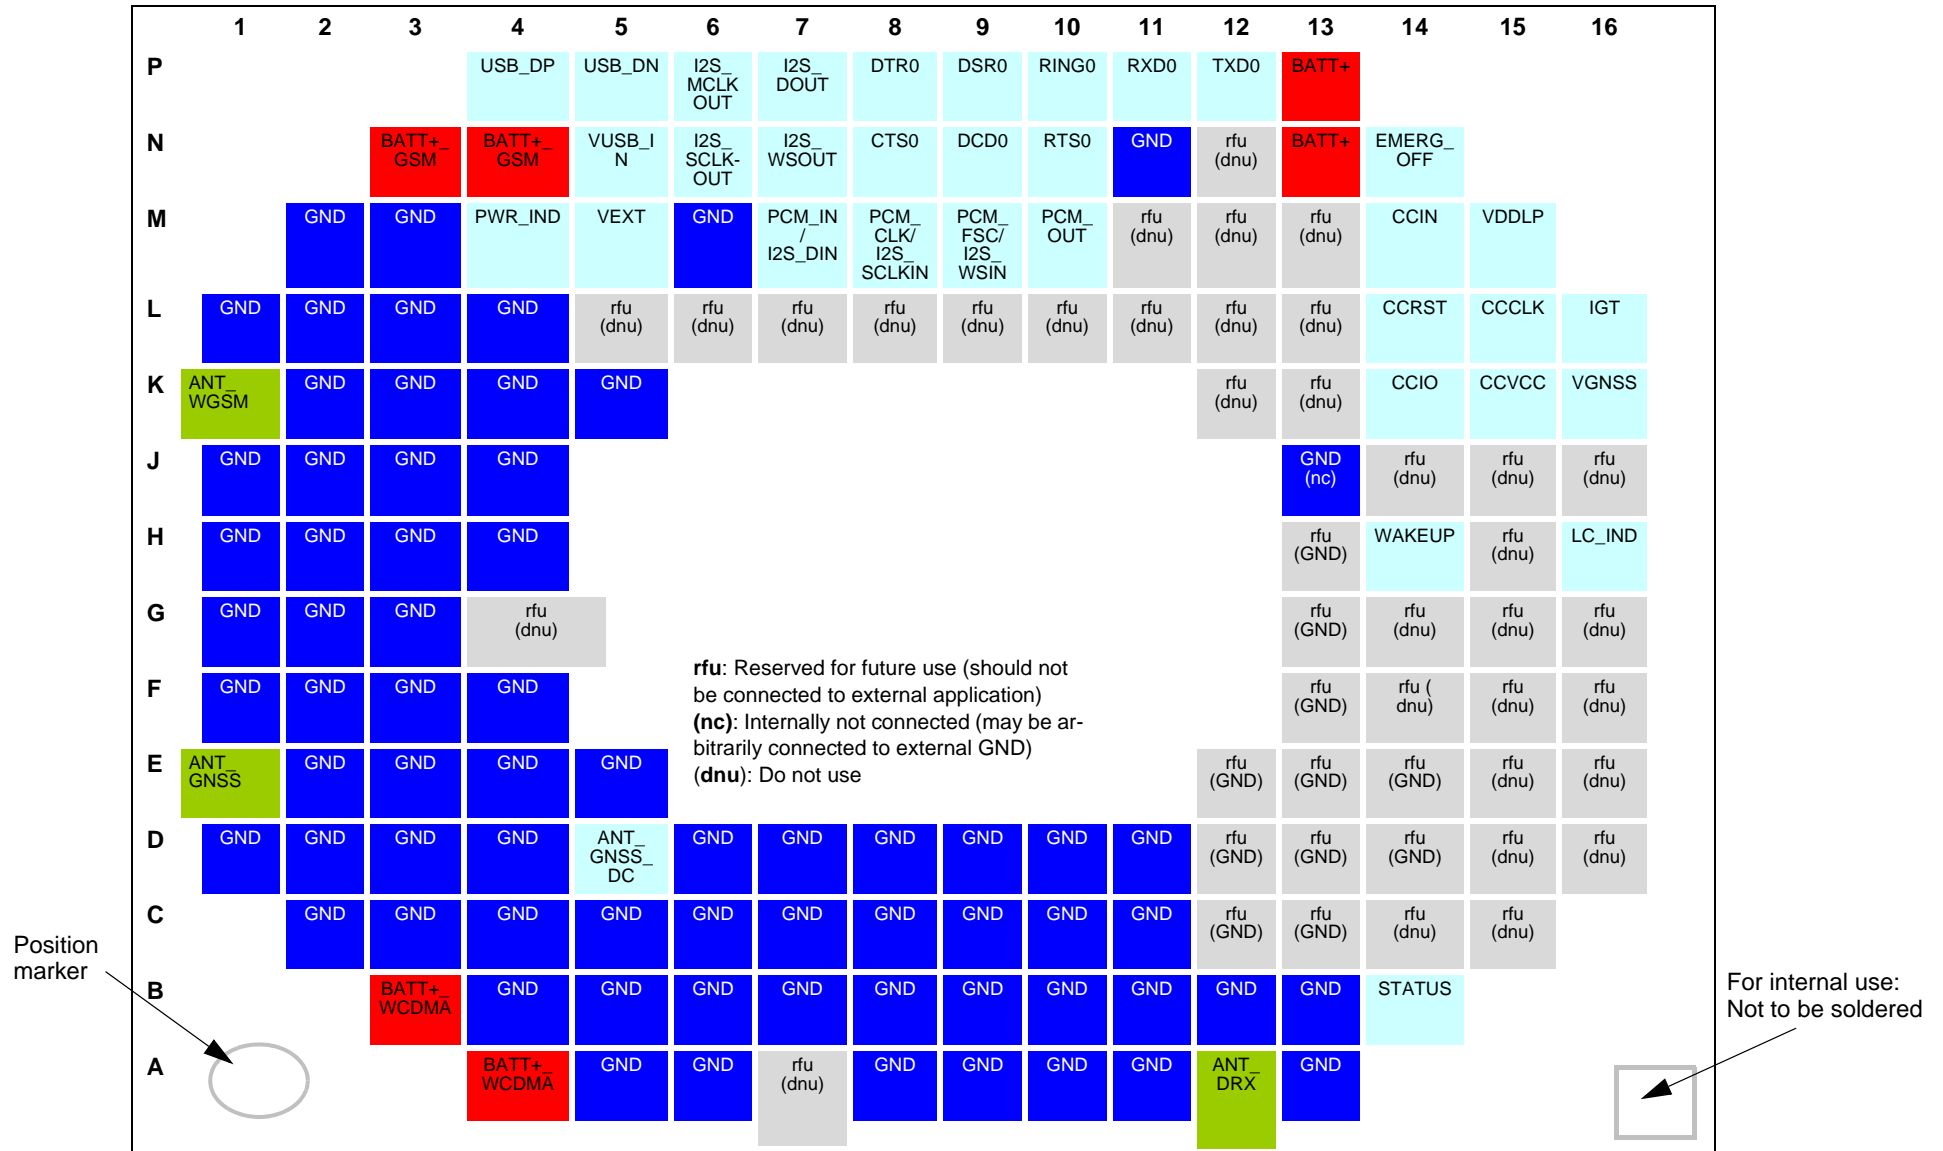 1 2 3 4 5 6 7 8 9 10 11 12 13 14 15 16
P USB_DP USB_DN I2S_ I2S_ DTR0 DSR0 RING0 RXD0 TXD0 BATT+
MCLK DOUT
OUT
N BATT+_ BATT+_ VUSB_I I2S_ I2S_ CTS0 DCD0 RTS0 GND rfu BATT+ EMERG_
GSM GSM N SCLK- WSOUT (dnu) OFF
OUT
M GND GND PWR_IND VEXT GND PCM_IN PCM_ PCM_ PCM_ rfu rfu rfu CCIN VDDLP
/ CLK/ FSC/ OUT (dnu) (dnu) (dnu)
I2S_DIN I2S_ I2S_
SCLKIN WSIN
L GND GND GND GND rfu rfu rfu rfu rfu rfu rfu rfu rfu CCRST CCCLK IGT
(dnu) (dnu) (dnu) (dnu) (dnu) (dnu) (dnu) (dnu) (dnu)
K ANT_ GND GND GND GND rfu rfu CCIO CCVCC VGNSS
WGSM (dnu) (dnu)
J GND GND GND GND GND rfu rfu rfu
(nc) (dnu) (dnu) (dnu)
H GND GND GND GND rfu WAKEUP rfu LC_IND
(GND) (dnu)
G GND GND GND rfu rfu rfu rfu rfu
(dnu) (GND) (dnu) (dnu) (dnu)
F GND GND GND GND rfu rfu ( rfu rfu
(GND) dnu) (dnu) (dnu)
rfu: Reserved for future use (should not
be connected to external application)
(nc): Internally not connected (may be ar-
bitrarily connected to external GND)
(dnu): Do not use
E ANT_ GND GND GND GND rfu rfu rfu rfu rfu
GNSS (GND) (GND) (GND) (dnu) (dnu)
D GND GND GND GND ANT_ GND GND GND GND GND GND rfu rfu rfu rfu rfu
GNSS_ (GND) (GND) (GND) (dnu) (dnu)
DC
C GND GND GND GND GND GND GND GND GND GND rfu rfu rfu rfu
(GND) (GND) (dnu) (dnu)
Position
marker
B BATT+_ GND GND GND GND GND GND GND GND GND GND STATUS
WCDMA
For internal use:
Not to be soldered
A BATT+_ GND GND rfu GND GND GND GND ANT_ GND
WCDMA (dnu) DRX